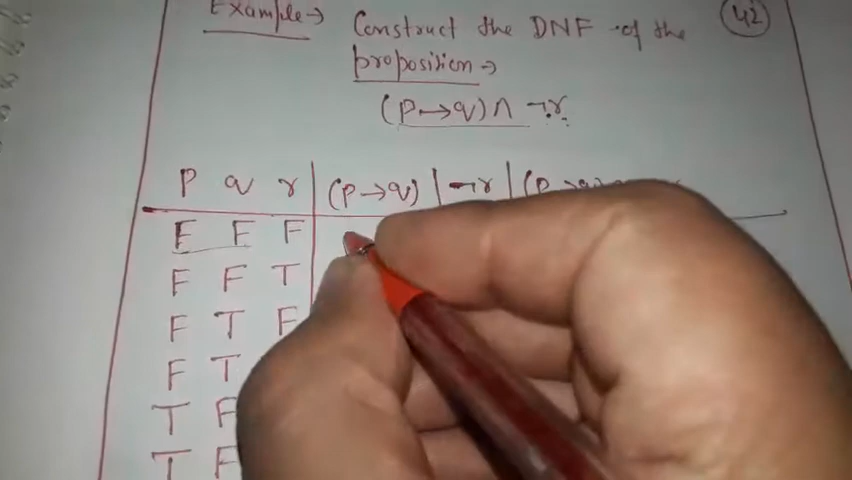 Example→ Construct the DNF of the
42
proposition→
(P→q)∧ ¬r
P q r (P→q) ¬r
F F F
F F T
F T F
F T
T F
T F